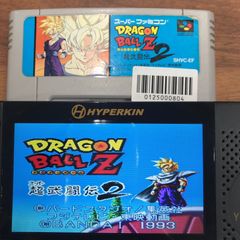 スーパーファミコン
DRAGON
BALL Z
超武闘伝2
SHVC-EF
0125000804
HYPERKIN
DRAGON
BALL Z
超武闘伝2
©バードスタジオ/集英社
フジテレビ・東映動画
©BANDAI 1993